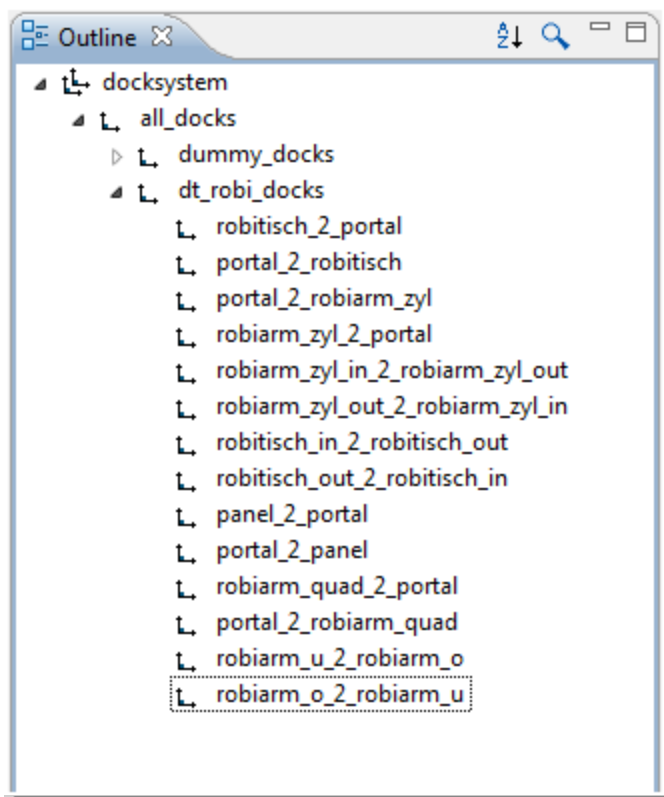 Outline
docksystem
all_docks
dummy_docks
dt_robi_docks
robitisch_2_portal
portal_2_robitisch
portal_2_robiarm_zyl
robiarm_zyl_2_portal
robiarm_zyl_in_2_robiarm_zyl_out
robiarm_zyl_out_2_robiarm_zyl_in
robitisch_in_2_robitisch_out
robitisch_out_2_robitisch_in
panel_2_portal
portal_2_panel
robiarm_quad_2_portal
portal_2_robiarm_quad
robiarm_u_2_robiarm_o
robiarm_o_2_robiarm_u